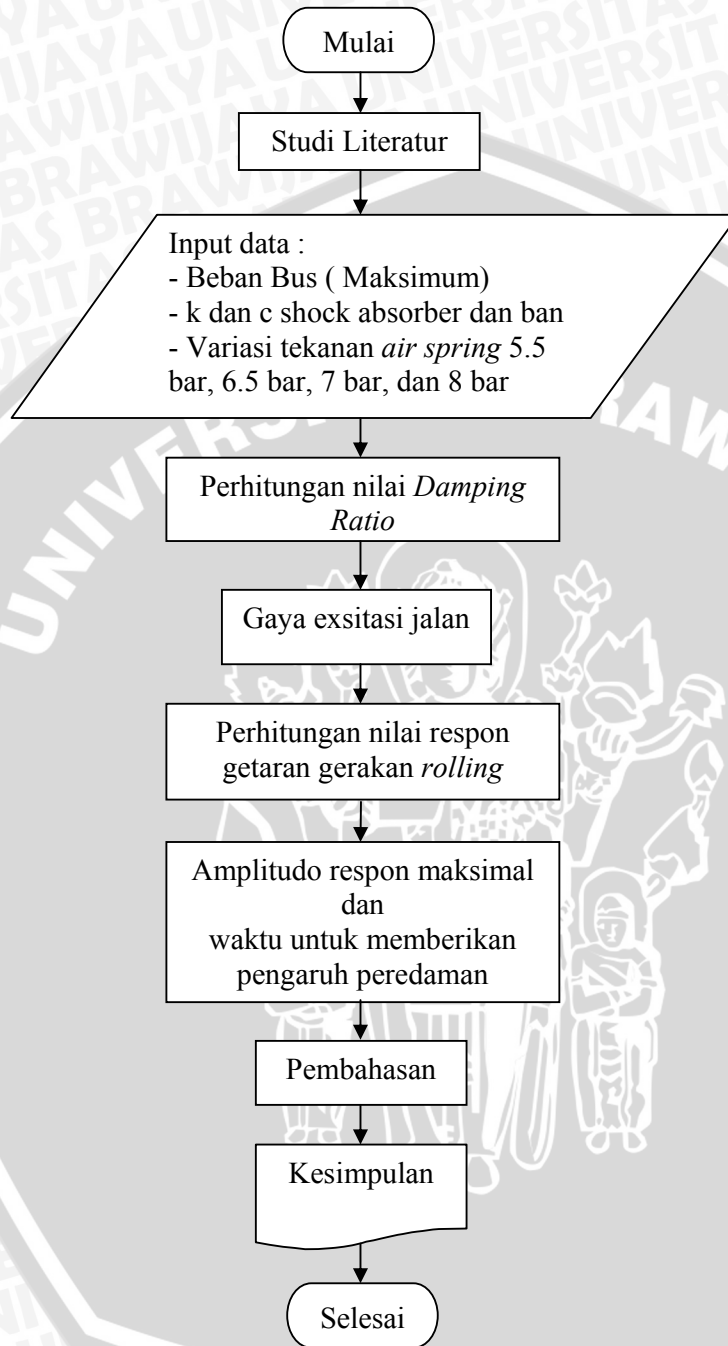 Mulai
Studi Literatur
Input data :
- Beban Bus ( Maksimum)
- k dan c shock absorber dan ban
- Variasi tekanan air spring 5.5
bar, 6.5 bar, 7 bar, dan 8 bar
Perhitungan nilai Damping
Ratio
Gaya exsitasi jalan
Perhitungan nilai respon
getaran gerakan rolling
Amplitudo respon maksimal
dan
waktu untuk memberikan
pengaruh peredaman
Pembahasan
Kesimpulan
Selesai